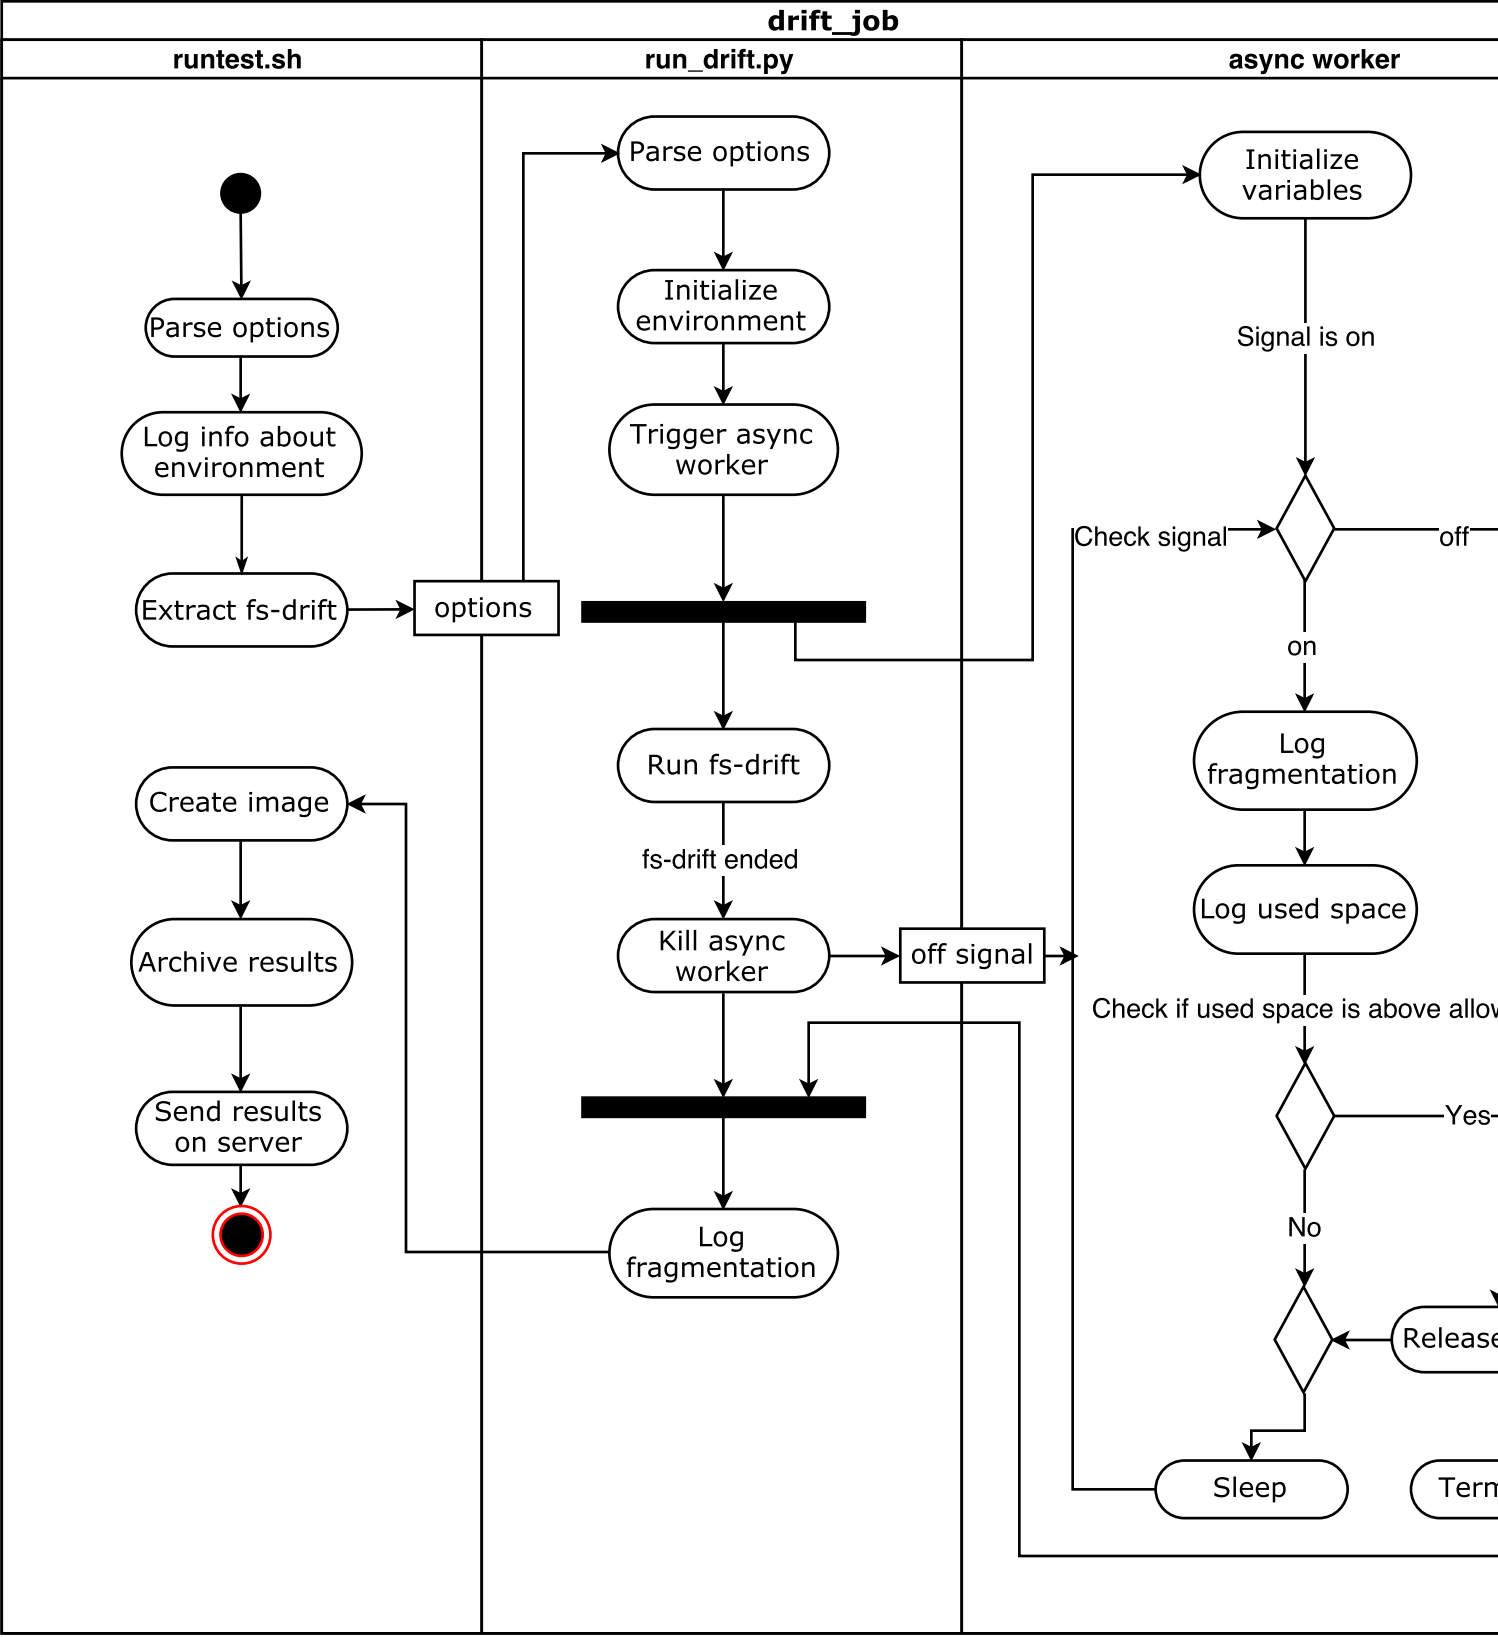 drift_job
runtest.sh
run_drift.py
async worker
Parse options
Log info about
environment
Extract fs-drift
options
Create image
Archive results
Send results
on server
Parse options
Initialize
environment
Trigger async
worker
Run fs-drift
fs-drift ended
Kill async
worker
off signal
Log
fragmentation
Initialize
variables
Signal is on
Check signal
off
on
Log
fragmentation
Log used space
Check if used space is above
Yes
No
Release
Sleep